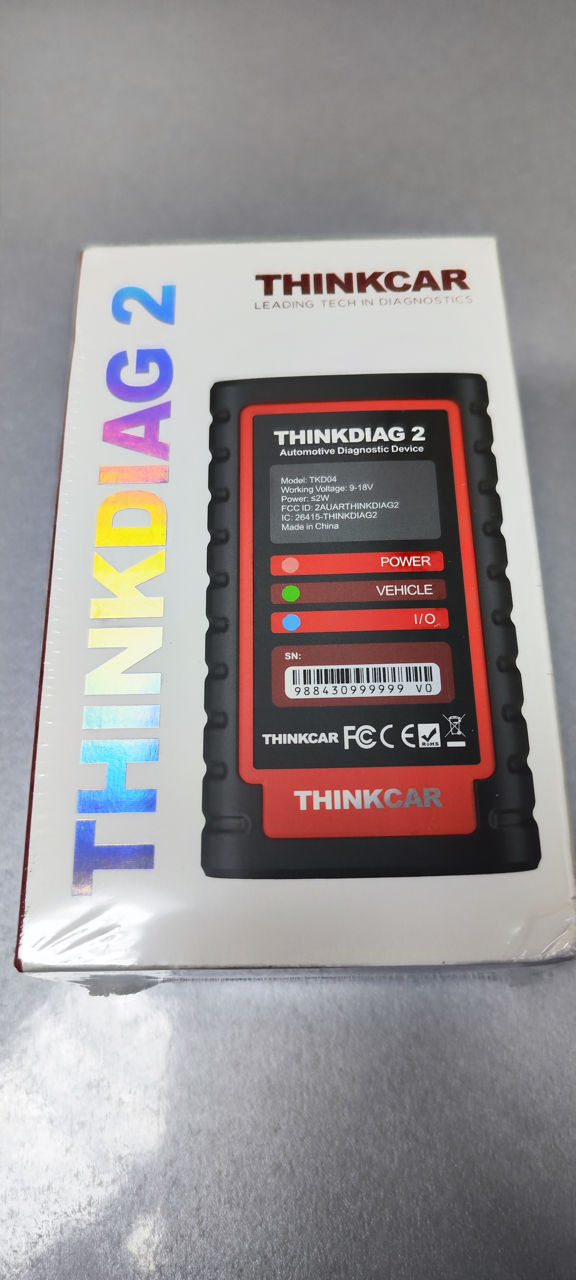 THINKCAR
LEADING TECH IN DIAGNOSTICS
THINKDIAG 2
THINKDIAG 2
Automotive Diagnostic Device
Model: TKD04
Working Voltage: 9-18V
Power: ≤2W
FCC ID: 2AUARTHINKDIAG2
IC: 26415-THINKDIAG2
Made in China
POWER
VEHICLE
I/O
SN:
988430999999 V0
THINKCAR FC CE RoHS
THINKCAR